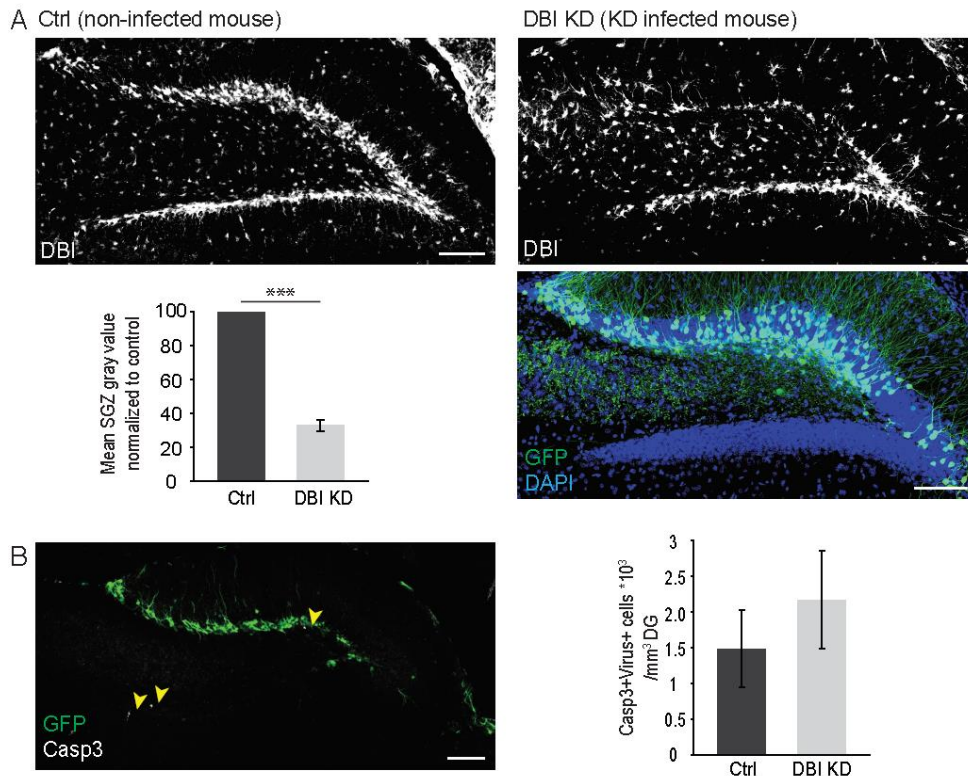 A Ctrl (non-infected mouse)
DBI KD (KD infected mouse)
DBI
DBI
Mean SGZ gray value
normalized to control
100
80
60
40
20
0
***
Ctrl
DBI KD
GFP
DAPI
B
GFP
Casp3
Casp3+Virus+ cells *10³
/mm³ DG
3
2.5
2
1.5
1
0.5
0
Ctrl
DBI KD